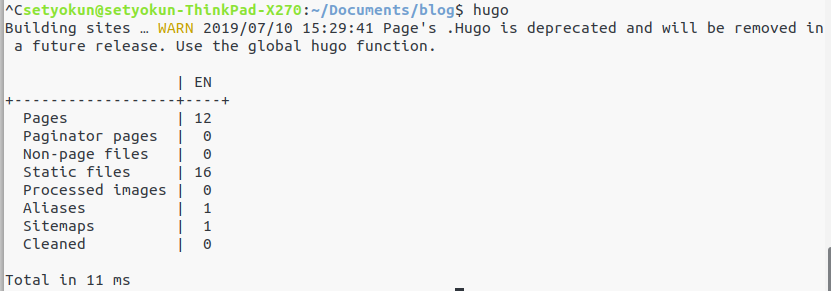 ^Csetyokun@setyokun-ThinkPad-X270:~/Documents/blog$ hugo
Building sites … WARN 2019/07/10 15:29:41 Page's .Hugo is deprecated and will be removed in
 a future release. Use the global hugo function.

                   | EN
+------------------+----+
  Pages            | 12
  Paginator pages  |  0
  Non-page files   |  0
  Static files     | 16
  Processed images |  0
  Aliases          |  1
  Sitemaps         |  1
  Cleaned          |  0

Total in 11 ms